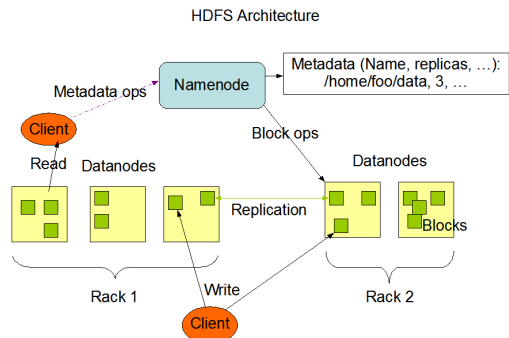 HDFS Architecture
Metadata (Name, replicas, ...):
/home/foo/data, 3, ...
Namenode
Metadata ops
Client
Block ops
Read
Datanodes
Datanodes
Replication
Blocks
Write
Rack 1
Rack 2
Client